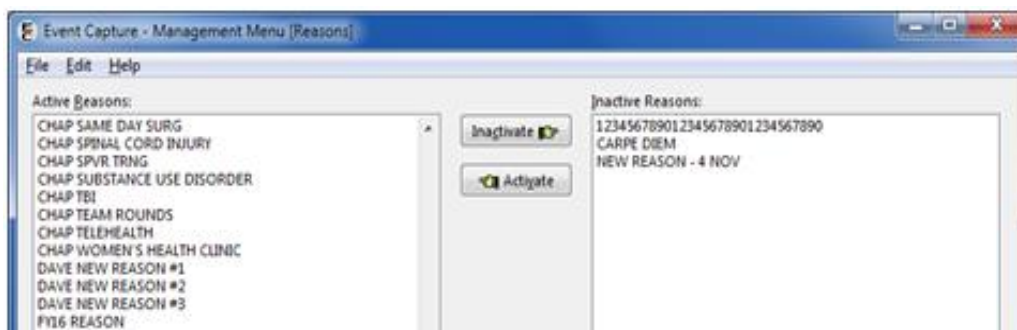 Event Capture - Management Menu [Reasons]
File Edit Help
Active Reasons:
CHAP SAME DAY SURG
CHAP SPINAL CORD INJURY
CHAP SPVR TRNG
CHAP SUBSTANCE USE DISORDER
CHAP TBI
CHAP TEAM ROUNDS
CHAP TELEHEALTH
CHAP WOMEN'S HEALTH CLINIC
DAVE NEW REASON #1
DAVE NEW REASON #2
DAVE NEW REASON #3
FY16 REASON
Inactivate
Activate
Inactive Reasons:
123456789012345678901234567890
CARPE DIEM
NEW REASON - 4 NOV